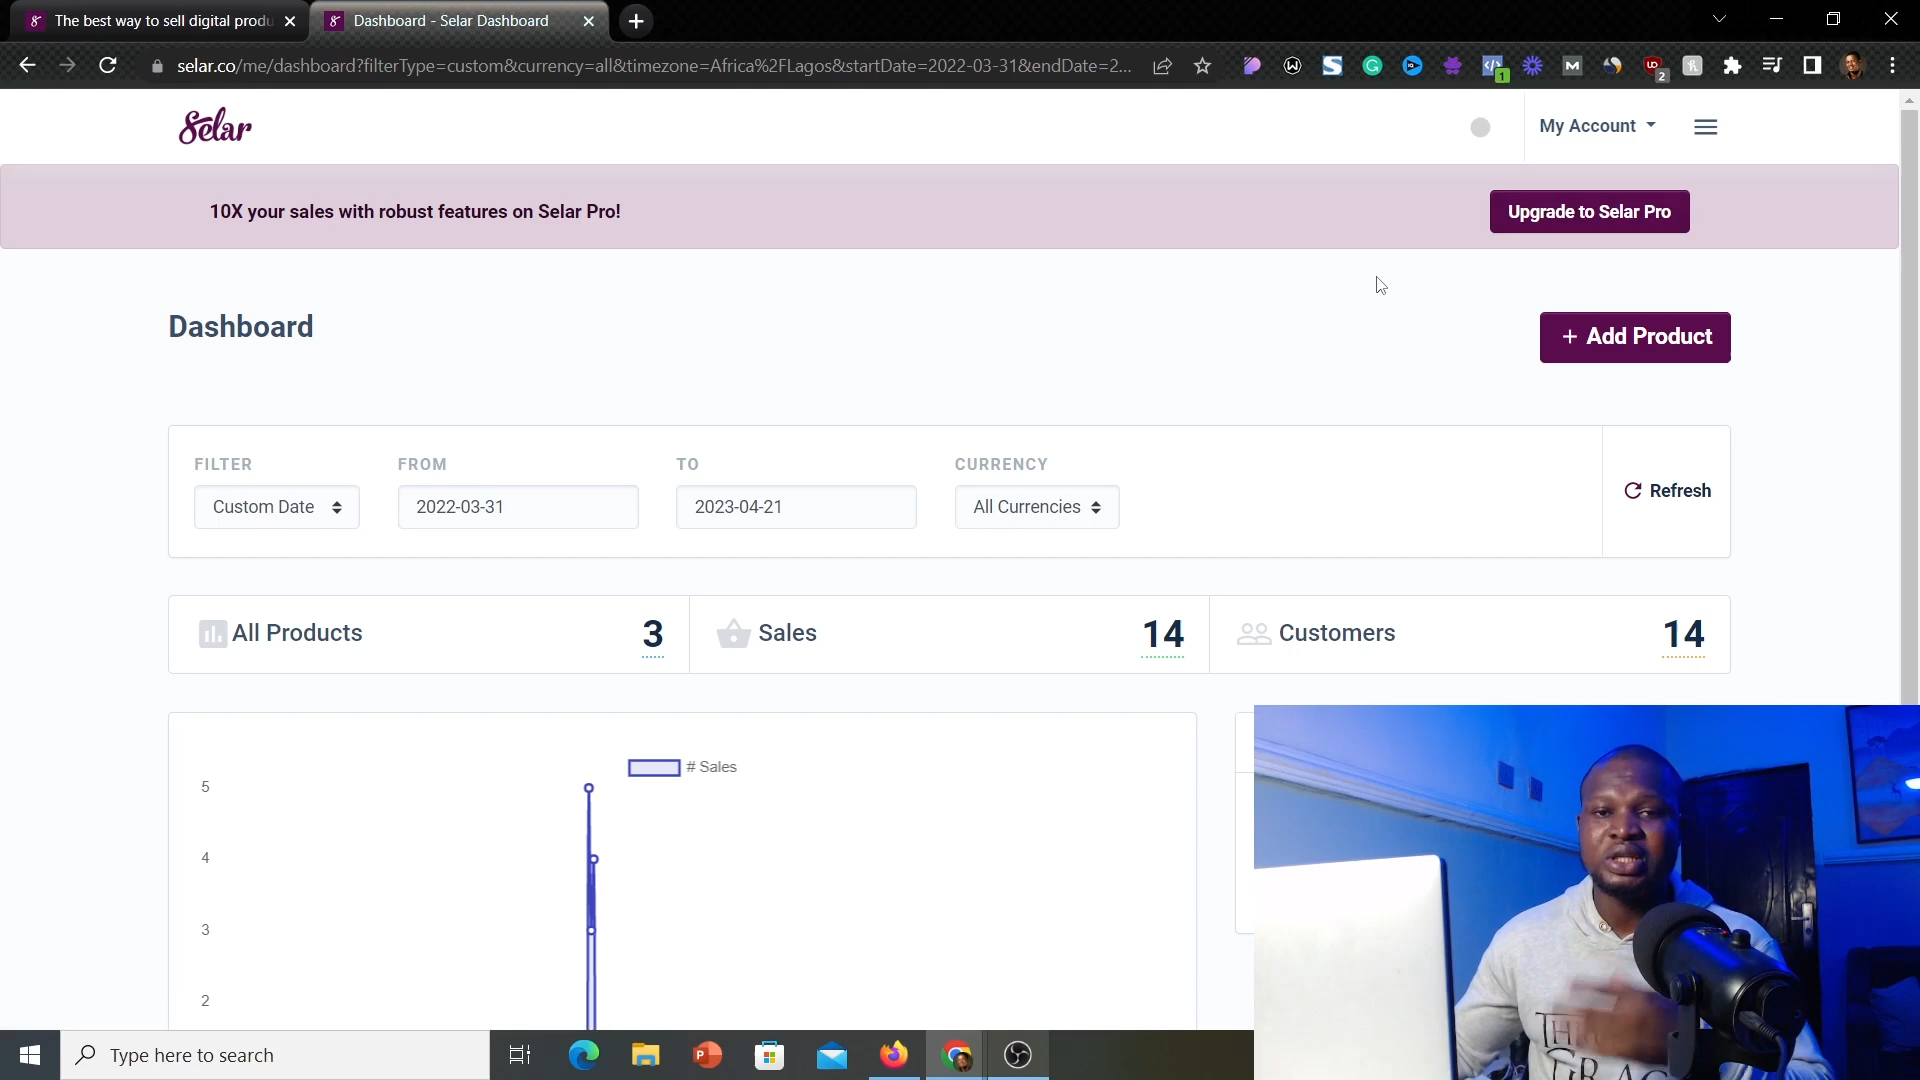 The best way to sell digital produ
Dashboard - Selar Dashboard
selar.co/me/dashboard?filterType=custom&currency=all&timezone=Africa%2FLagos&startDate=2022-03-31&endDate=2...
1
2
Selar
My Account
10X your sales with robust features on Selar Pro!
Upgrade to Selar Pro
Dashboard
+ Add Product
FILTER
FROM
TO
CURRENCY
Custom Date
2022-03-31
2023-04-21
All Currencies
Refresh
All Products
3
Sales
14
Customers
14
# Sales
5
4
3
2
Type here to search